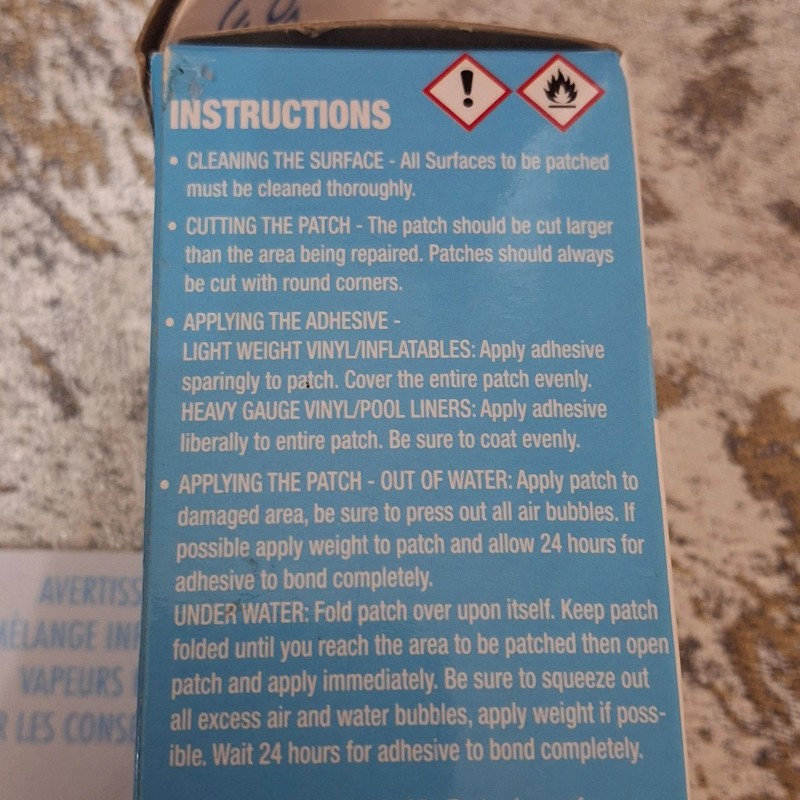 INSTRUCTIONS
• CLEANING THE SURFACE - All Surfaces to be patched
must be cleaned thoroughly.
• CUTTING THE PATCH - The patch should be cut larger
than the area being repaired. Patches should always
be cut with round corners.
• APPLYING THE ADHESIVE -
LIGHT WEIGHT VINYL/INFLATABLES: Apply adhesive
sparingly to patch. Cover the entire patch evenly.
HEAVY GAUGE VINYL/POOL LINERS: Apply adhesive
liberally to entire patch. Be sure to coat evenly.
• APPLYING THE PATCH - OUT OF WATER: Apply patch to
damaged area, be sure to press out all air bubbles. If
possible apply weight to patch and allow 24 hours for
adhesive to bond completely.
UNDER WATER: Fold patch over upon itself. Keep patch
folded until you reach the area to be patched then open
patch and apply immediately. Be sure to squeeze out
all excess air and water bubbles, apply weight if poss-
ible. Wait 24 hours for adhesive to bond completely.
AVERTISS
MÉLANGE INF
VAPEURS
R LES CONSE